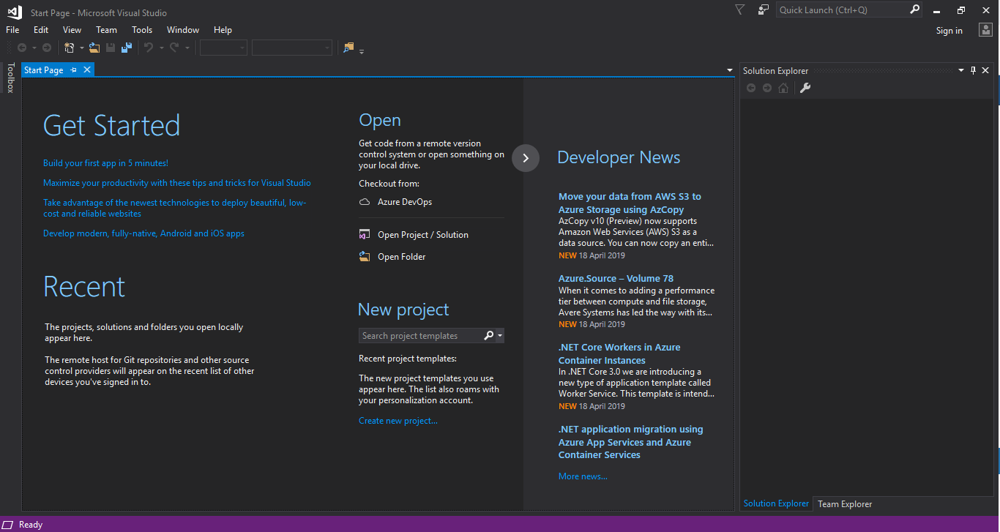 Start Page - Microsoft Visual Studio
Quick Launch (Ctrl+Q)
File Edit View Team Tools Window Help
Sign in
Toolbox
Start Page
Get Started
Build your first app in 5 minutes!
Maximize your productivity with these tips and tricks for Visual Studio
Take advantage of the newest technologies to deploy beautiful, low-
cost and reliable websites
Develop modern, fully-native, Android and iOS apps
Recent
The projects, solutions and folders you open locally
appear here.
The remote host for Git repositories and other source
control providers will appear on the recent list of other
devices you've signed in to.
Open
Get code from a remote version
control system or open something on
your local drive.
Checkout from:
Azure DevOps
Open Project / Solution
Open Folder
New project
Search project templates
Recent project templates:
The new project templates you use
appear here. The list also roams with
your personalization account.
Create new project...
Developer News
Move your data from AWS S3 to
Azure Storage using AzCopy
AzCopy v10 (Preview) now supports
Amazon Web Services (AWS) S3 as a
data source. You can now copy an enti...
NEW 18 April 2019
Azure.Source – Volume 78
When it comes to adding a performance
tier between compute and file storage,
Avere Systems has led the way with its...
NEW 18 April 2019
.NET Core Workers in Azure
Container Instances
In .NET Core 3.0 we are introducing a
new type of application template called
Worker Service. This template is intend...
NEW 18 April 2019
.NET application migration using
Azure App Services and Azure
Container Services
More news...
Solution Explorer
Solution Explorer Team Explorer
Ready